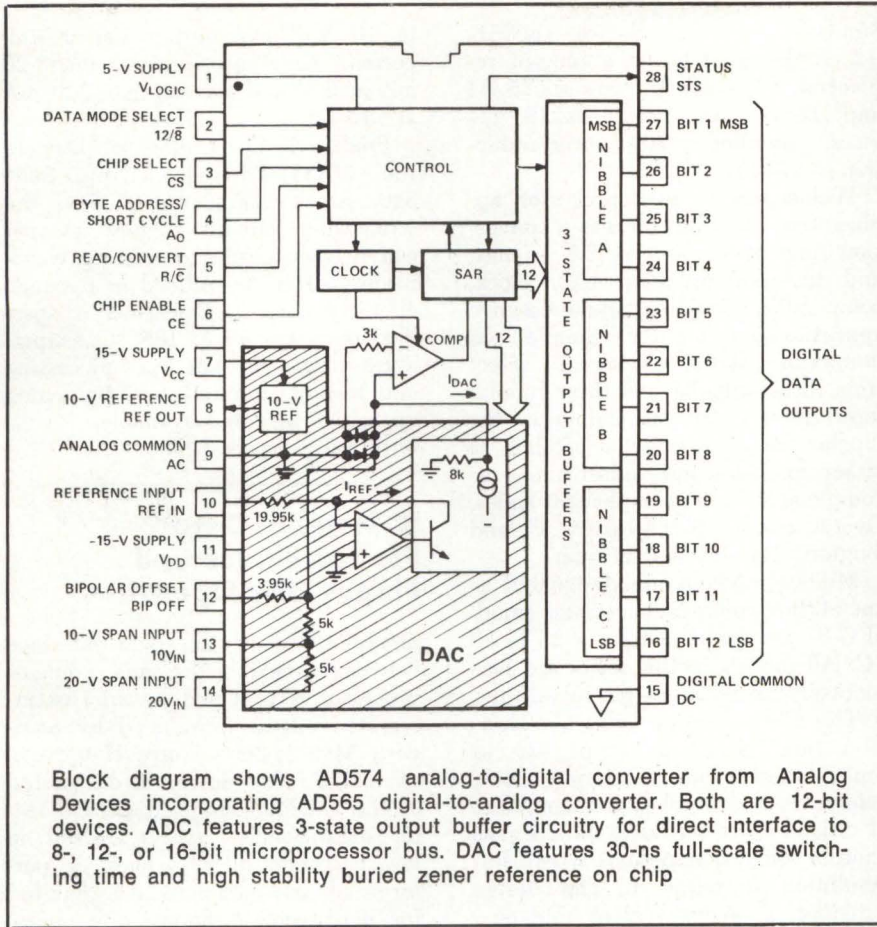 5-V SUPPLY
VLOGIC
1
DATA MODE SELECT
12/8̅
2
CHIP SELECT
C̅S̅
3
BYTE ADDRESS/
SHORT CYCLE
AO
4
READ/CONVERT
R/C̅
5
CHIP ENABLE
CE
6
15-V SUPPLY
VCC
7
10-V REFERENCE
REF OUT
8
ANALOG COMMON
AC
9
REFERENCE INPUT
REF IN
10
-15-V SUPPLY
VDD
11
BIPOLAR OFFSET
BIP OFF
12
10-V SPAN INPUT
10VIN
13
20-V SPAN INPUT
20VIN
14
CONTROL
CLOCK
SAR
12
3k
COMP
12
IDAC
10-V
REF
8k
IREF
19.95k
3.95k
5k
5k
DAC
3-STATE OUTPUT BUFFERS
MSB
NIBBLE A
NIBBLE B
NIBBLE C
LSB
28 STATUS
STS
27 BIT 1 MSB
26 BIT 2
25 BIT 3
24 BIT 4
23 BIT 5
22 BIT 6
21 BIT 7
20 BIT 8
19 BIT 9
18 BIT 10
17 BIT 11
16 BIT 12 LSB
15 DIGITAL COMMON
DC
DIGITAL
DATA
OUTPUTS
Block diagram shows AD574 analog-to-digital converter from Analog
Devices incorporating AD565 digital-to-analog converter. Both are 12-bit
devices. ADC features 3-state output buffer circuitry for direct interface to
8-, 12-, or 16-bit microprocessor bus. DAC features 30-ns full-scale switch-
ing time and high stability buried zener reference on chip